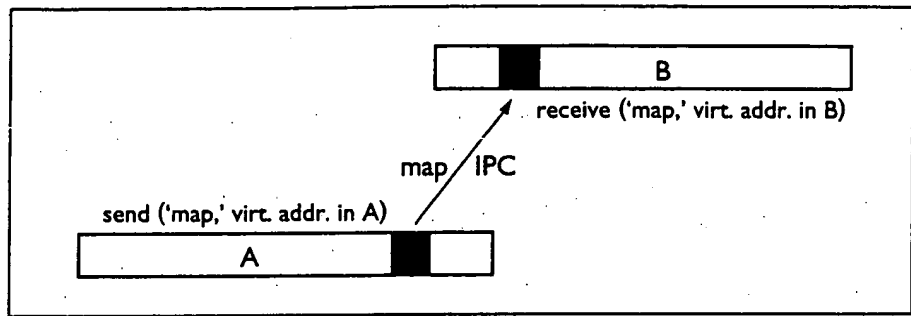 B
receive (‘map,’ virt. addr. in B)
map IPC
send (‘map,’ virt. addr. in A)
A